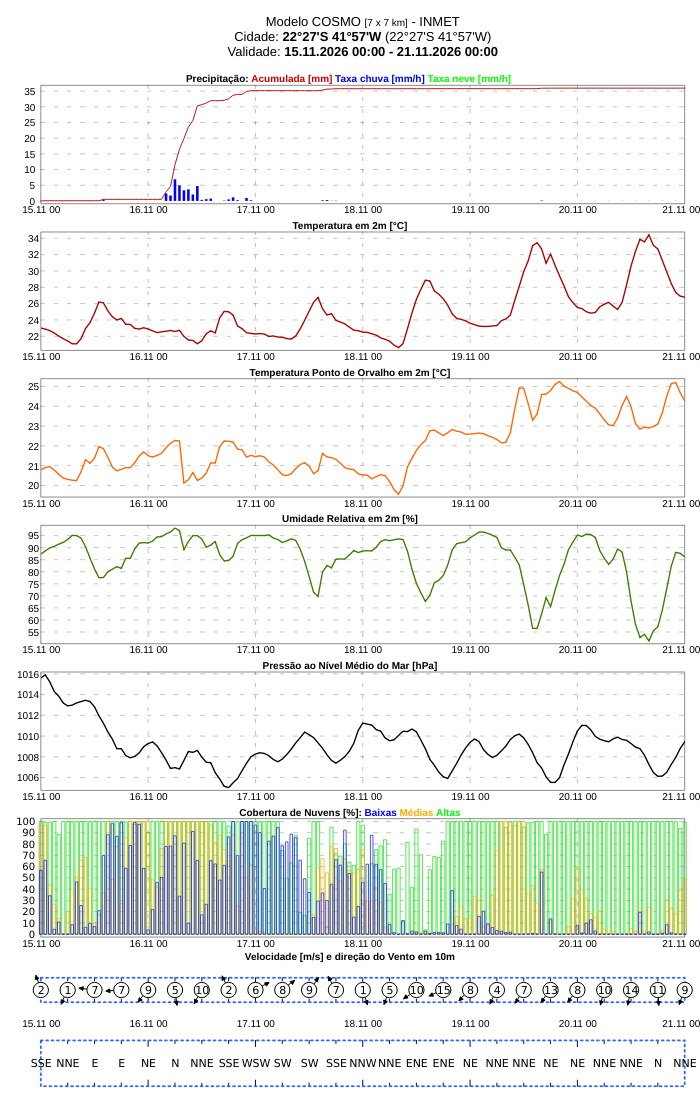 Modelo COSMO [7 x 7 km] - INMET
Cidade: 22°27'S 41°57'W (22°27'S 41°57'W)
Validade: 15.11.2026 00:00 - 21.11.2026 00:00
Precipitação: Acumulada [mm] Taxa chuva [mm/h] Taxa neve [mm/h]
35
30
25
20
15
10
5
0
15.11 00 16.11 00 17.11 00 18.11 00 19.11 00 20.11 00 21.11 00
Temperatura em 2m [°C]
34
32
30
28
26
24
22
15.11 00 16.11 00 17.11 00 18.11 00 19.11 00 20.11 00 21.11 00
Temperatura Ponto de Orvalho em 2m [°C]
25
24
23
22
21
20
15.11 00 16.11 00 17.11 00 18.11 00 19.11 00 20.11 00 21.11 00
Umidade Relativa em 2m [%]
95
90
85
80
75
70
65
60
55
15.11 00 16.11 00 17.11 00 18.11 00 19.11 00 20.11 00 21.11 00
Pressão ao Nível Médio do Mar [hPa]
1016
1014
1012
1010
1008
1006
15.11 00 16.11 00 17.11 00 18.11 00 19.11 00 20.11 00 21.11 00
Cobertura de Nuvens [%]: Baixas Médias Altas
100
90
80
70
60
50
40
30
20
10
0
15.11 00 16.11 00 17.11 00 18.11 00 19.11 00 20.11 00 21.11 00
Velocidade [m/s] e direção do Vento em 10m
2 1 7 7 9 5 10 2 6 8 9 7 1 5 10 15 8 4 7 13 8 10 14 11 9
15.11 00 16.11 00 17.11 00 18.11 00 19.11 00 20.11 00 21.11 00
SSE NNE E E NE N NNE SSE WSW SW SW SSE NNW NNE ENE ENE NE NNE NE NE NE NNE NNE N NNE